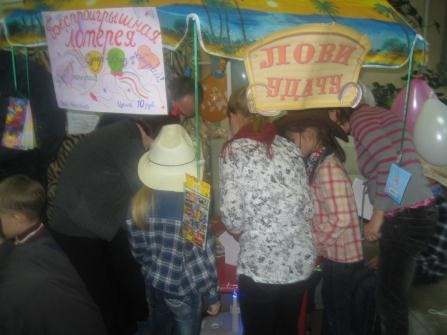 Беспроигрышная
лотерея
Цена 10 руб.
ЛОВИ
УДАЧУ